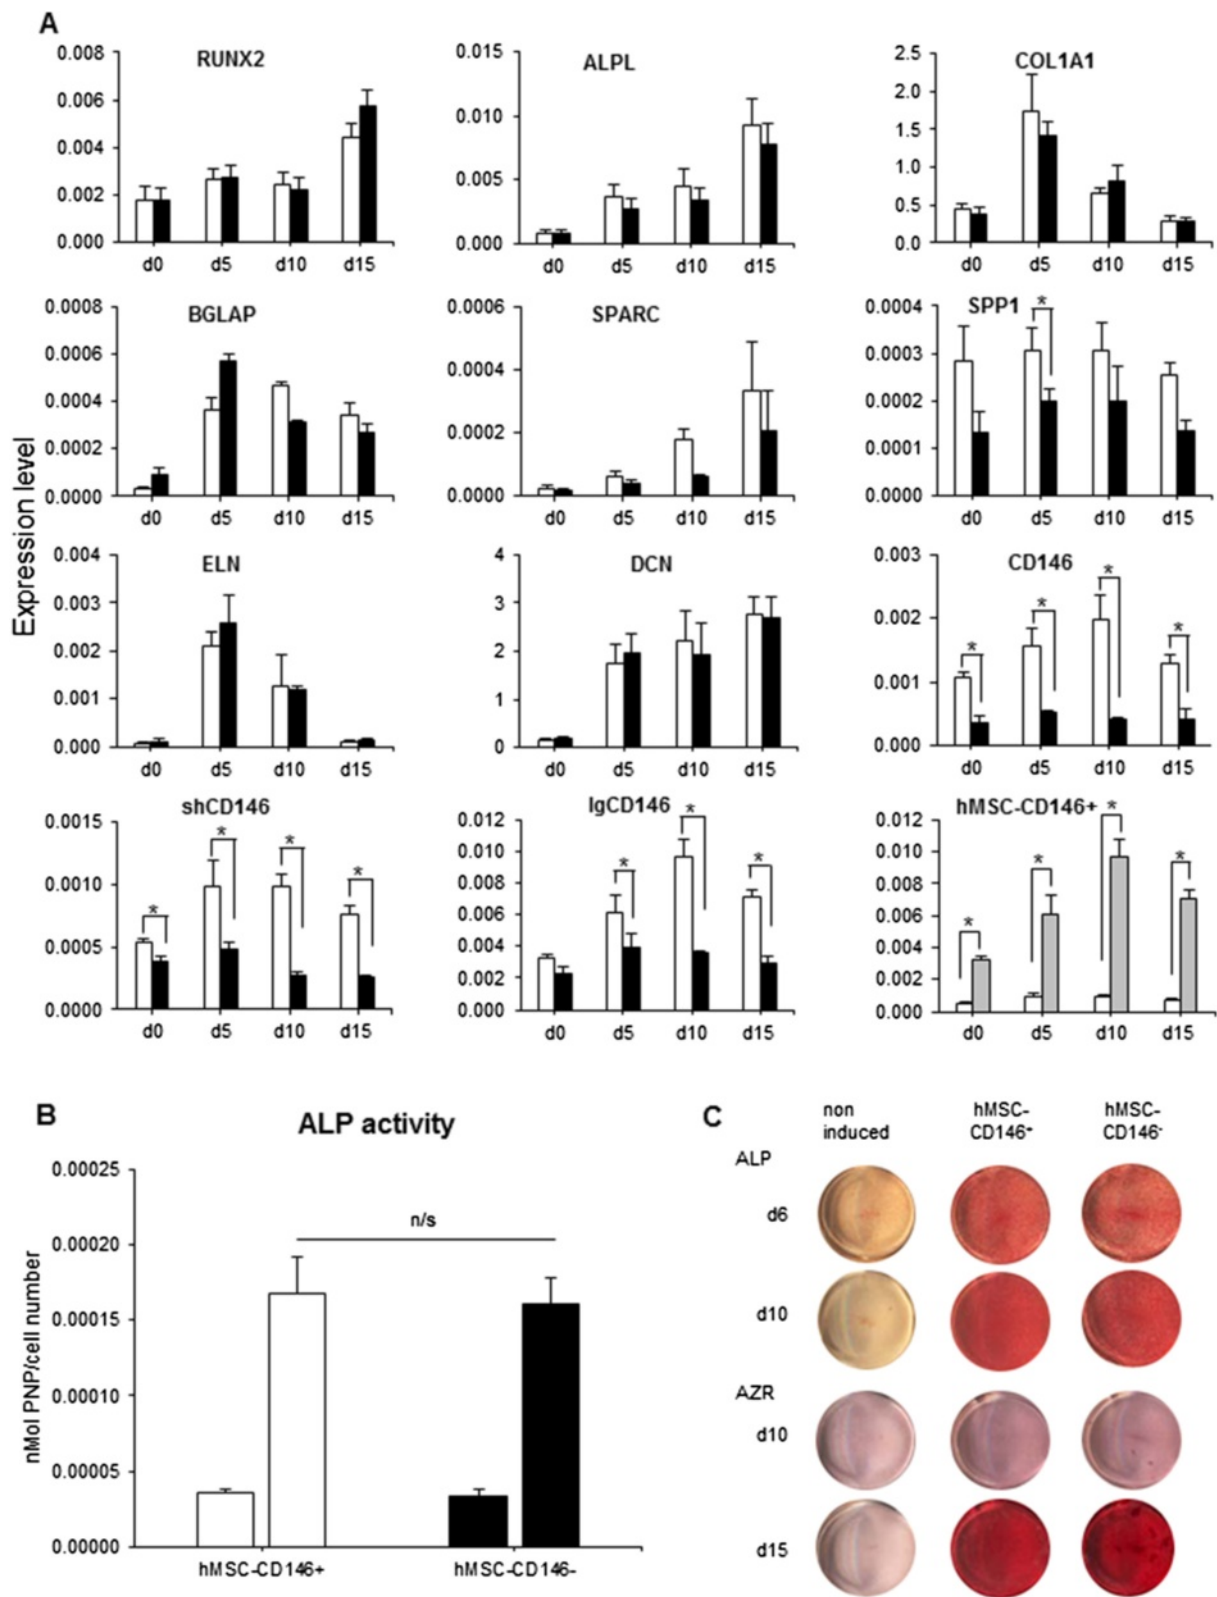 A
Expression level
RUNX2
0.008
0.006
0.004
0.002
0.000
d0 d5 d10 d15
ALPL
0.015
0.010
0.005
0.000
d0 d5 d10 d15
COL1A1
2.5
2.0
1.5
1.0
0.5
0.0
d0 d5 d10 d15
BGLAP
0.0008
0.0006
0.0004
0.0002
0.0000
d0 d5 d10 d15
SPARC
0.0006
0.0004
0.0002
0.0000
d0 d5 d10 d15
SPP1
*
0.0004
0.0003
0.0002
0.0001
0.0000
d0 d5 d10 d15
ELN
0.004
0.003
0.002
0.001
0.000
d0 d5 d10 d15
DCN
4
3
2
1
0
d0 d5 d10 d15
CD146
* * * *
0.003
0.002
0.001
0.000
d0 d5 d10 d15
shCD146
* * * *
0.0015
0.0010
0.0005
0.0000
d0 d5 d10 d15
lgCD146
* * *
0.012
0.010
0.008
0.006
0.004
0.002
0.000
d0 d5 d10 d15
hMSC-CD146+
* * * *
0.012
0.010
0.008
0.006
0.004
0.002
0.000
d0 d5 d10 d15
B
ALP activity
nMol PNP/cell number
0.00025
0.00020
0.00015
0.00010
0.00005
0.00000
n/s
hMSC-CD146+ hMSC-CD146-
C
non induced
hMSC-CD146+
hMSC-CD146-
ALP
d6
d10
AZR
d10
d15